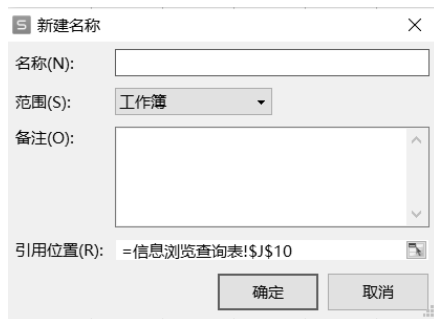 S 新建名称
名称(N):
范围(S): 工作簿
备注(O):
引用位置(R): =信息浏览查询表!$J$10
确定 取消